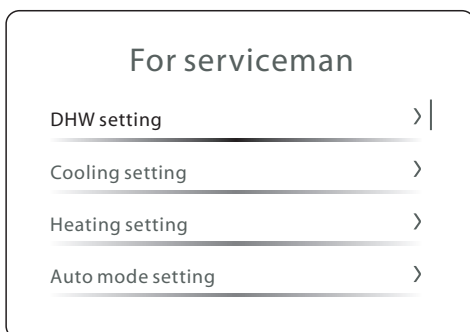 For serviceman
DHW setting
Cooling setting
Heating setting
Auto mode setting